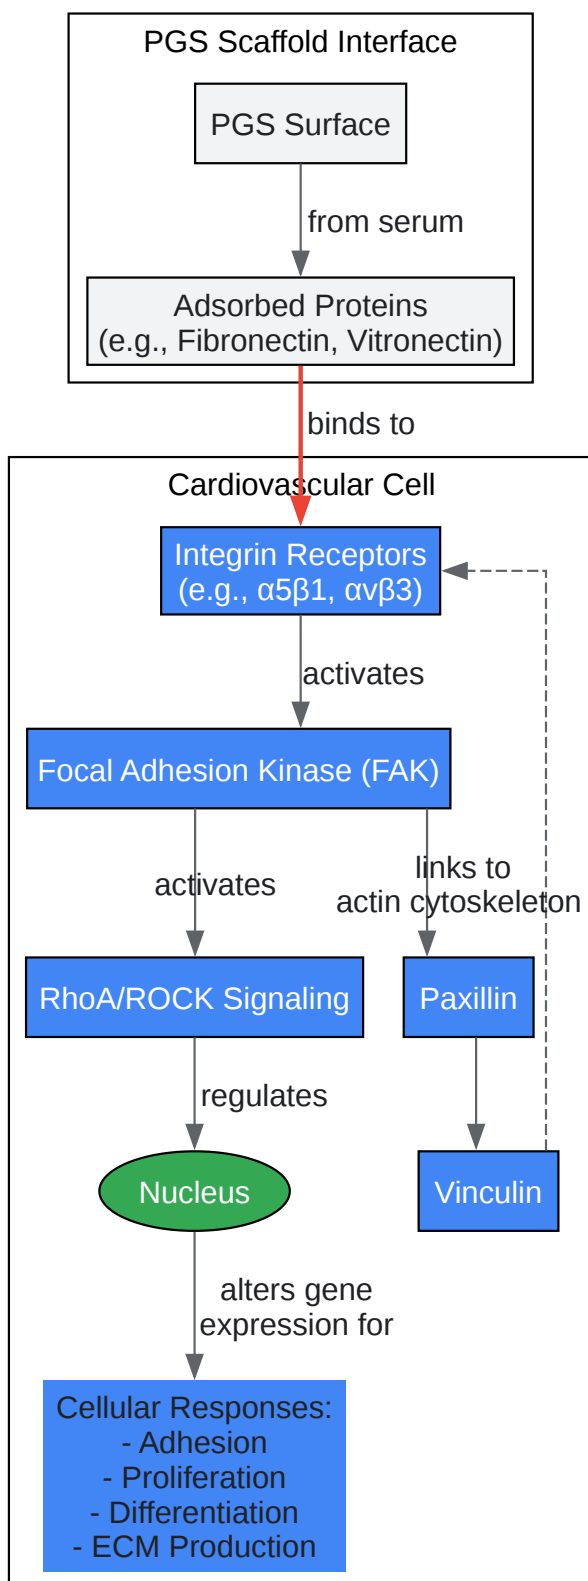 PGS Scaffold Interface
PGS Surface
from serum
Adsorbed Proteins
(e.g., Fibronectin, Vitronectin)
binds to
Cardiovascular Cell
Integrin Receptors
(e.g., α5β1, αvβ3)
activates
Focal Adhesion Kinase (FAK)
activates
links to
actin cytoskeleton
RhoA/ROCK Signaling
Paxillin
regulates
Nucleus
Vinculin
alters gene
expression for
Cellular Responses:
- Adhesion
- Proliferation
- Differentiation
- ECM Production